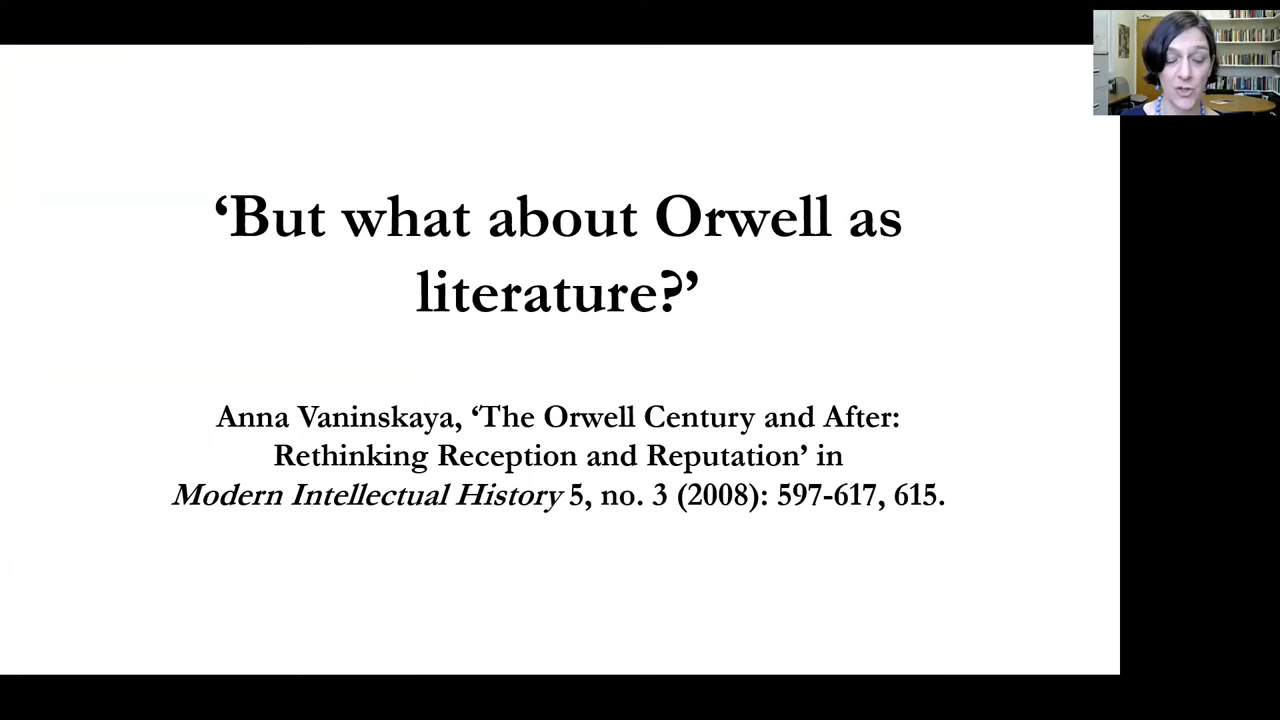 ‘But what about Orwell as
literature?’
Anna Vaninskaya, ‘The Orwell Century and After:
Rethinking Reception and Reputation’ in
Modern Intellectual History 5, no. 3 (2008): 597-617, 615.